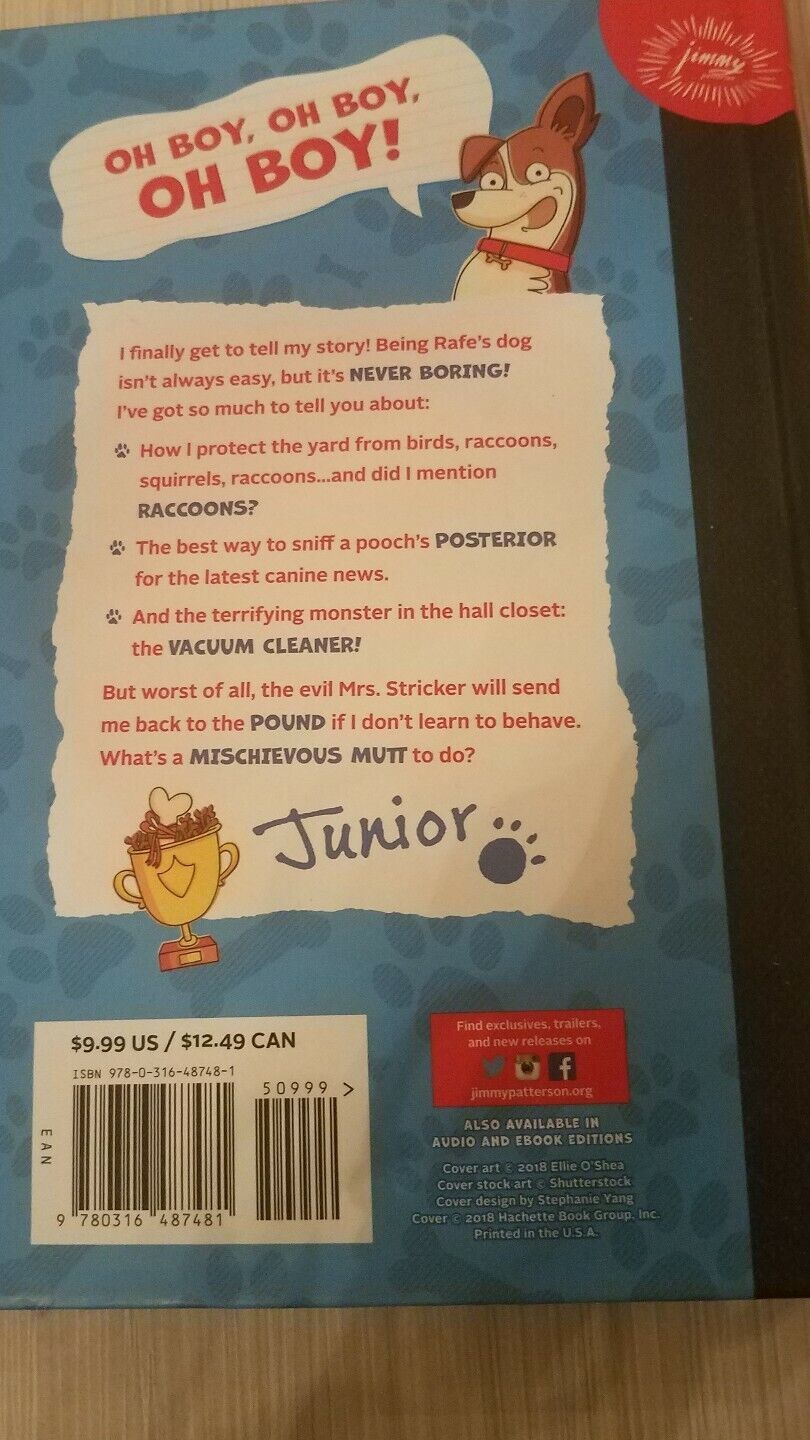 jimmy
OH BOY, OH BOY,
OH BOY!
I finally get to tell my story! Being Rafe's dog
isn't always easy, but it's NEVER BORING!
I've got so much to tell you about:
How I protect the yard from birds, raccoons,
squirrels, raccoons...and did I mention
RACCOONS?
The best way to sniff a pooch's POSTERIOR
for the latest canine news.
And the terrifying monster in the hall closet:
the VACUUM CLEANER!
But worst of all, the evil Mrs. Stricker will send
me back to the POUND if I don't learn to behave.
What's a MISCHIEVOUS MUTT to do?
Junior
$9.99 US / $12.49 CAN
ISBN 978-0-316-48748-1
50999 >
EAN
9 780316 487481
Find exclusives, trailers,
and new releases on
jimmypatterson.org
ALSO AVAILABLE IN
AUDIO AND EBOOK EDITIONS
Cover art © 2018 Ellie O'Shea
Cover stock art © Shutterstock
Cover design by Stephanie Yang
Cover © 2018 Hachette Book Group, Inc.
Printed in the U.S.A.